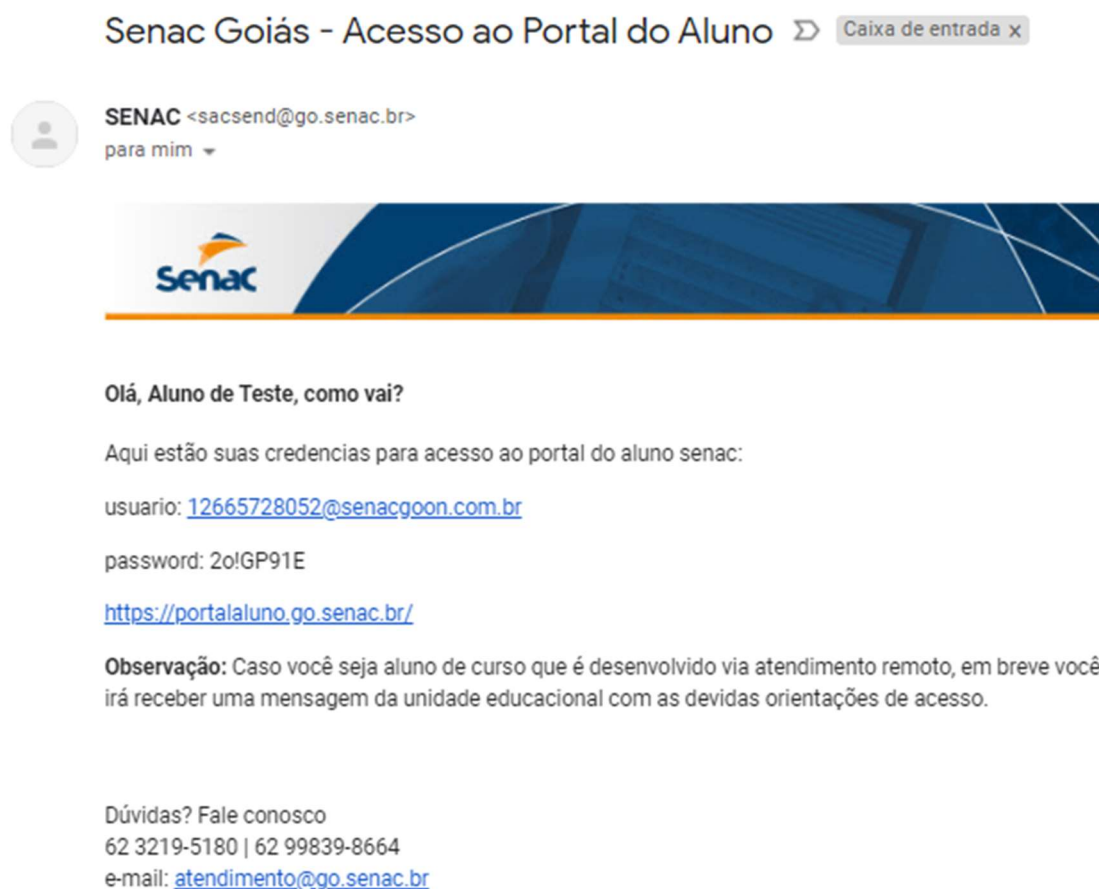 Senac Goiás - Acesso ao Portal do Aluno Caixa de entrada x
SENAC <sacsend@go.senac.br>
para mim
Senac
Olá, Aluno de Teste, como vai?
Aqui estão suas credencias para acesso ao portal do aluno senac:
usuario: 12665728052@senacgoon.com.br
password: 2o!GP91E
https://portalaluno.go.senac.br/
Observação: Caso você seja aluno de curso que é desenvolvido via atendimento remoto, em breve você
irá receber uma mensagem da unidade educacional com as devidas orientações de acesso.
Dúvidas? Fale conosco
62 3219-5180 | 62 99839-8664
e-mail: atendimento@go.senac.br